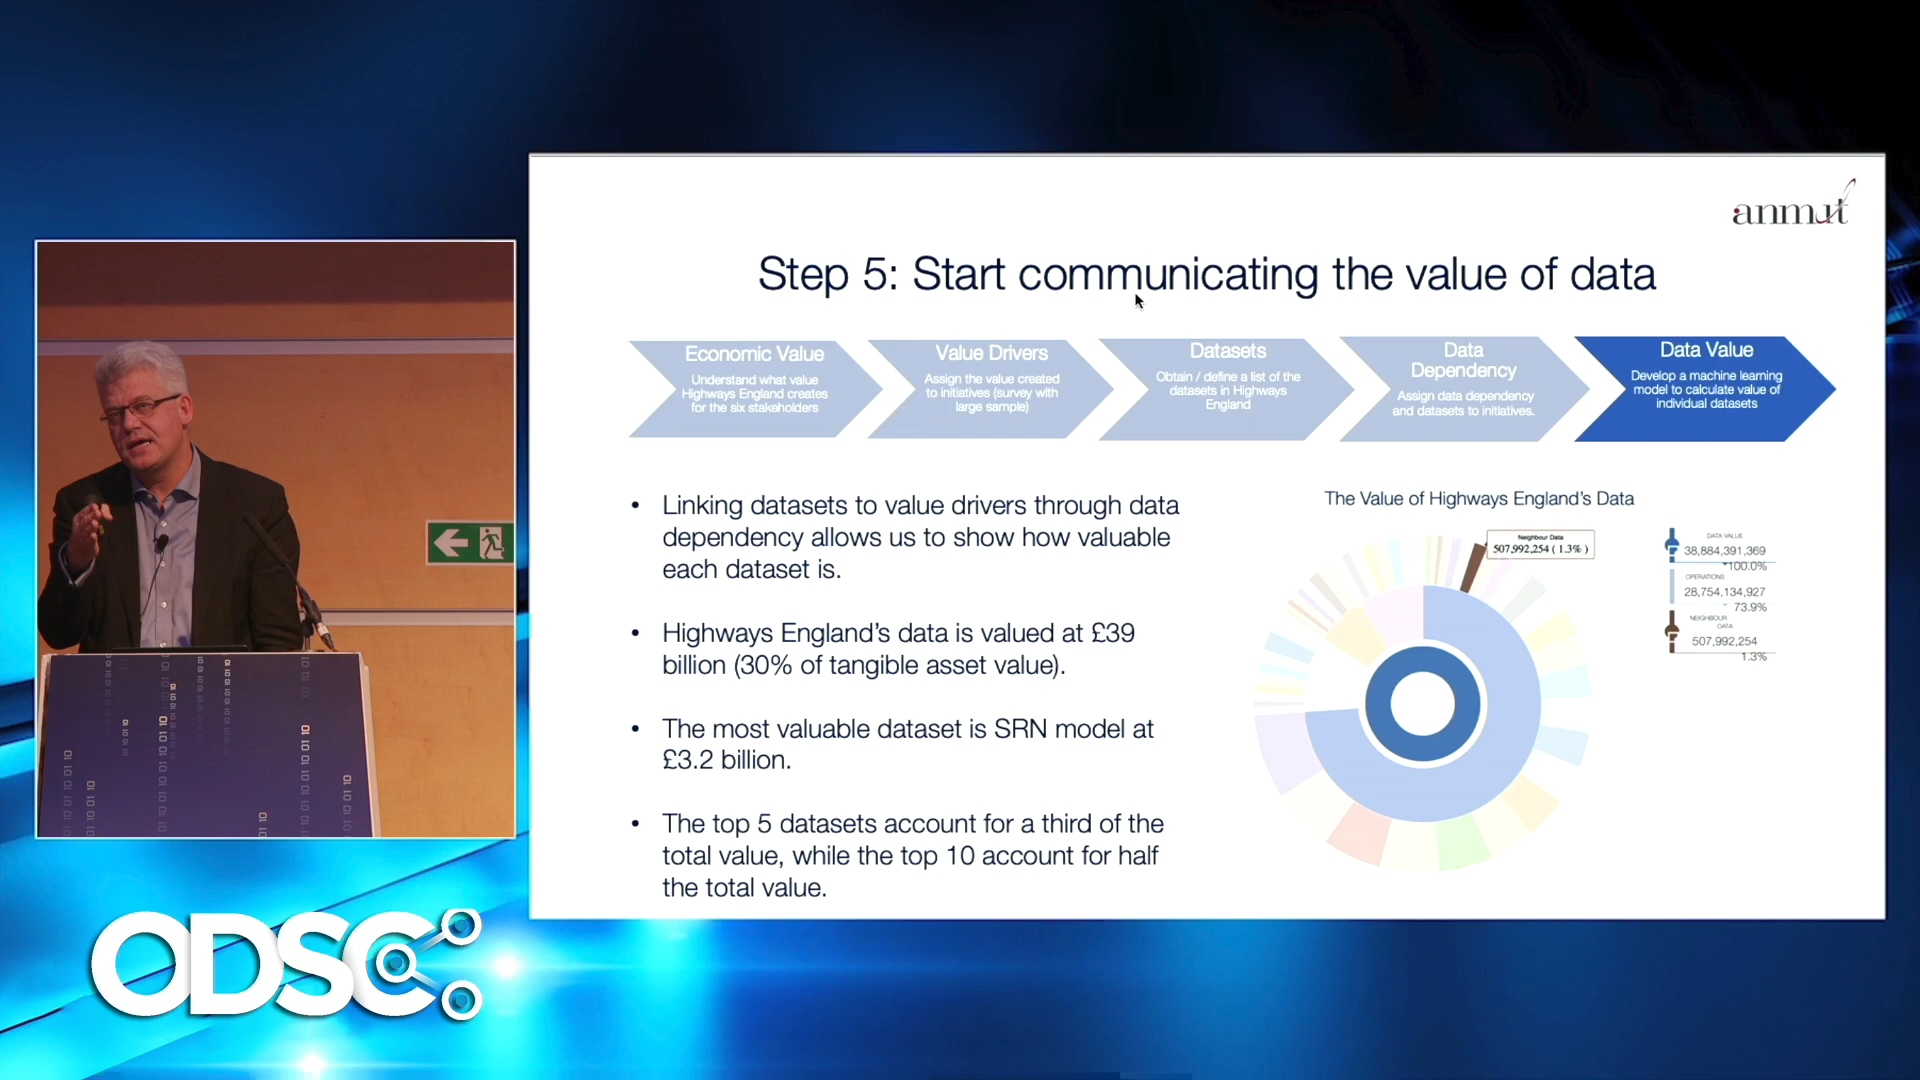 anmut
Step 5: Start communicating the value of data
Economic Value
Understand what value
Highways England creates
for the six stakeholders
Value Drivers
Assign the value created
to initiatives (survey with
large sample)
Datasets
Obtain / define a list of the
datasets in Highways
England
Data
Dependency
Assign data dependency
and datasets to initiatives.
Data Value
Develop a machine learning
model to calculate value of
individual datasets
• Linking datasets to value drivers through data
dependency allows us to show how valuable
each dataset is.
• Highways England’s data is valued at £39
billion (30% of tangible asset value).
• The most valuable dataset is SRN model at
£3.2 billion.
• The top 5 datasets account for a third of the
total value, while the top 10 account for half
the total value.
The Value of Highways England’s Data
Neighbour Data
507,992,254 ( 1.3% )
DATA VALUE
38,884,391,369
100.0%
OPERATIONS
28,754,134,927
73.9%
NEIGHBOUR
DATA
507,992,254
1.3%
ODSC